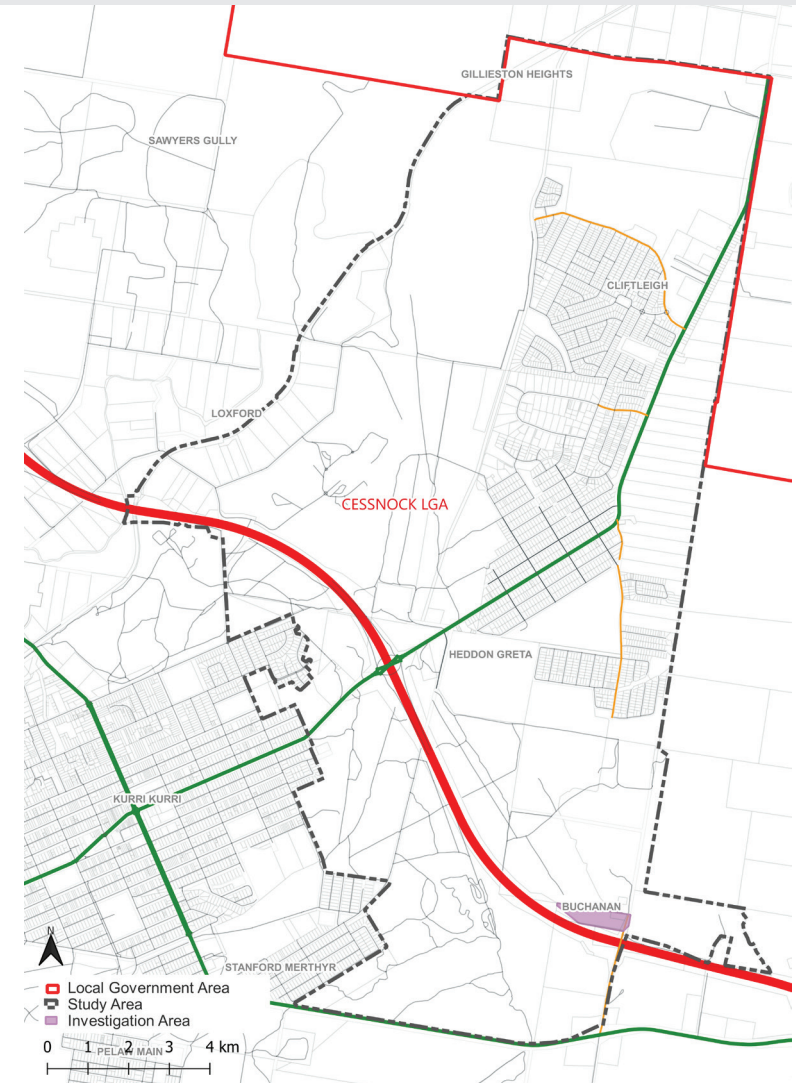 GILLIESTON HEIGHTS
SAWYERS GULLY
CLIFTLEIGH
LOXFORD
CESSNOCK LGA
HEDDON GRETA
KURRI KURRI
BUCHANAN
N
STANFORD MERTHYR
Local Government Area
Study Area
Investigation Area
0 1 2 3 4 km
PELAW MAIN